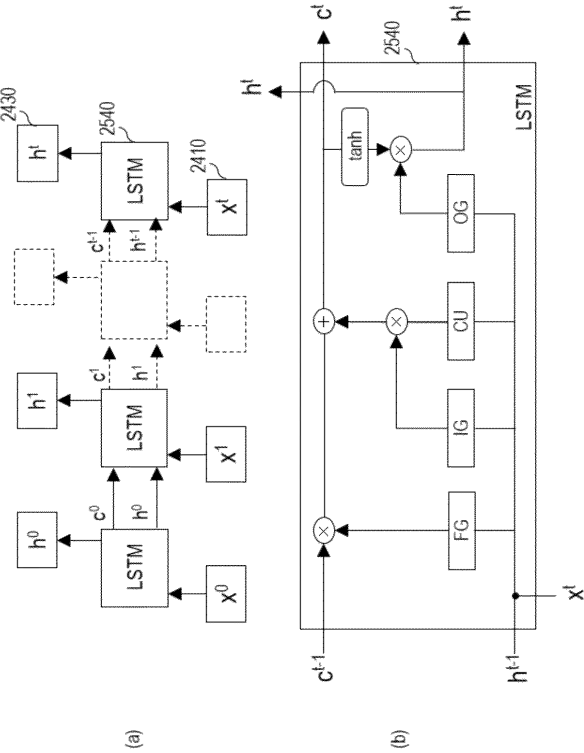 (a)
h⁰
h¹
hᵗ
2430
LSTM
c⁰
h⁰
LSTM
c¹
h¹
cᵗ⁻¹
hᵗ⁻¹
LSTM
2540
x⁰
x¹
xᵗ
2410
(b)
hᵗ
cᵗ⁻¹
×
+
cᵗ
2540
tanh
×
×
hᵗ
FG
IG
CU
OG
hᵗ⁻¹
LSTM
xᵗ